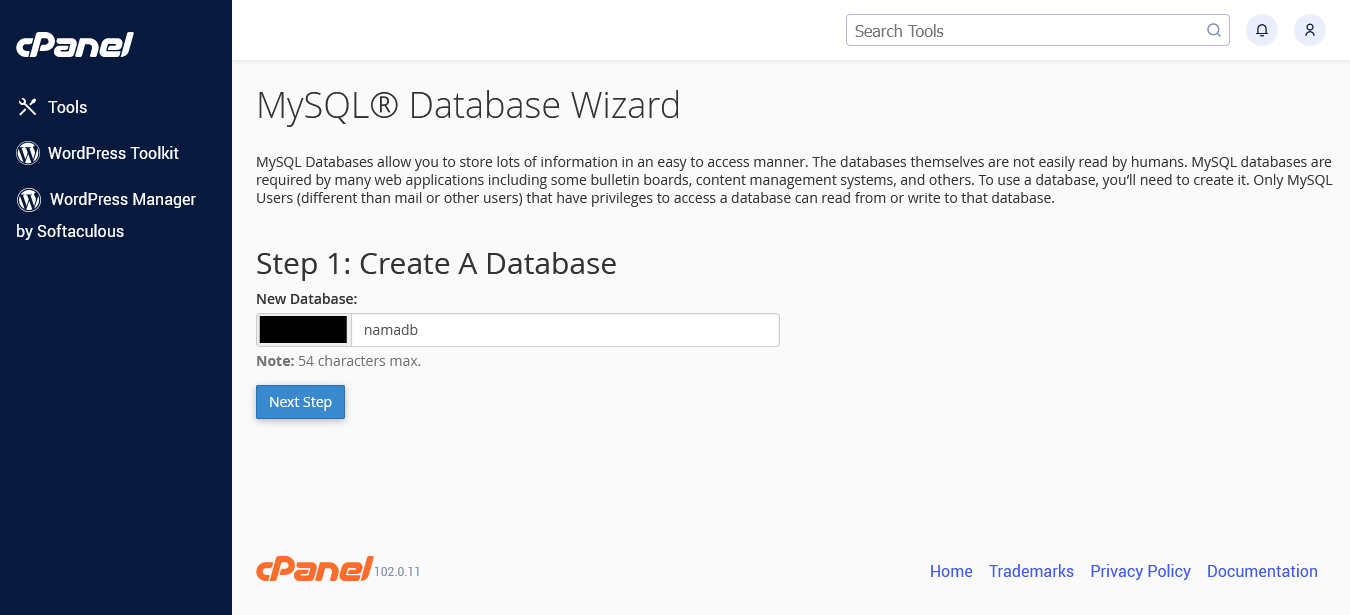 cPanel
Search Tools
Tools
WordPress Toolkit
WordPress Manager
by Softaculous
MySQL® Database Wizard
MySQL Databases allow you to store lots of information in an easy to access manner. The databases themselves are not easily read by humans. MySQL databases are
required by many web applications including some bulletin boards, content management systems, and others. To use a database, you’ll need to create it. Only MySQL
Users (different than mail or other users) that have privileges to access a database can read from or write to that database.
Step 1: Create A Database
New Database:
namadb
Note: 54 characters max.
Next Step
cPanel 102.0.11
Home Trademarks Privacy Policy Documentation